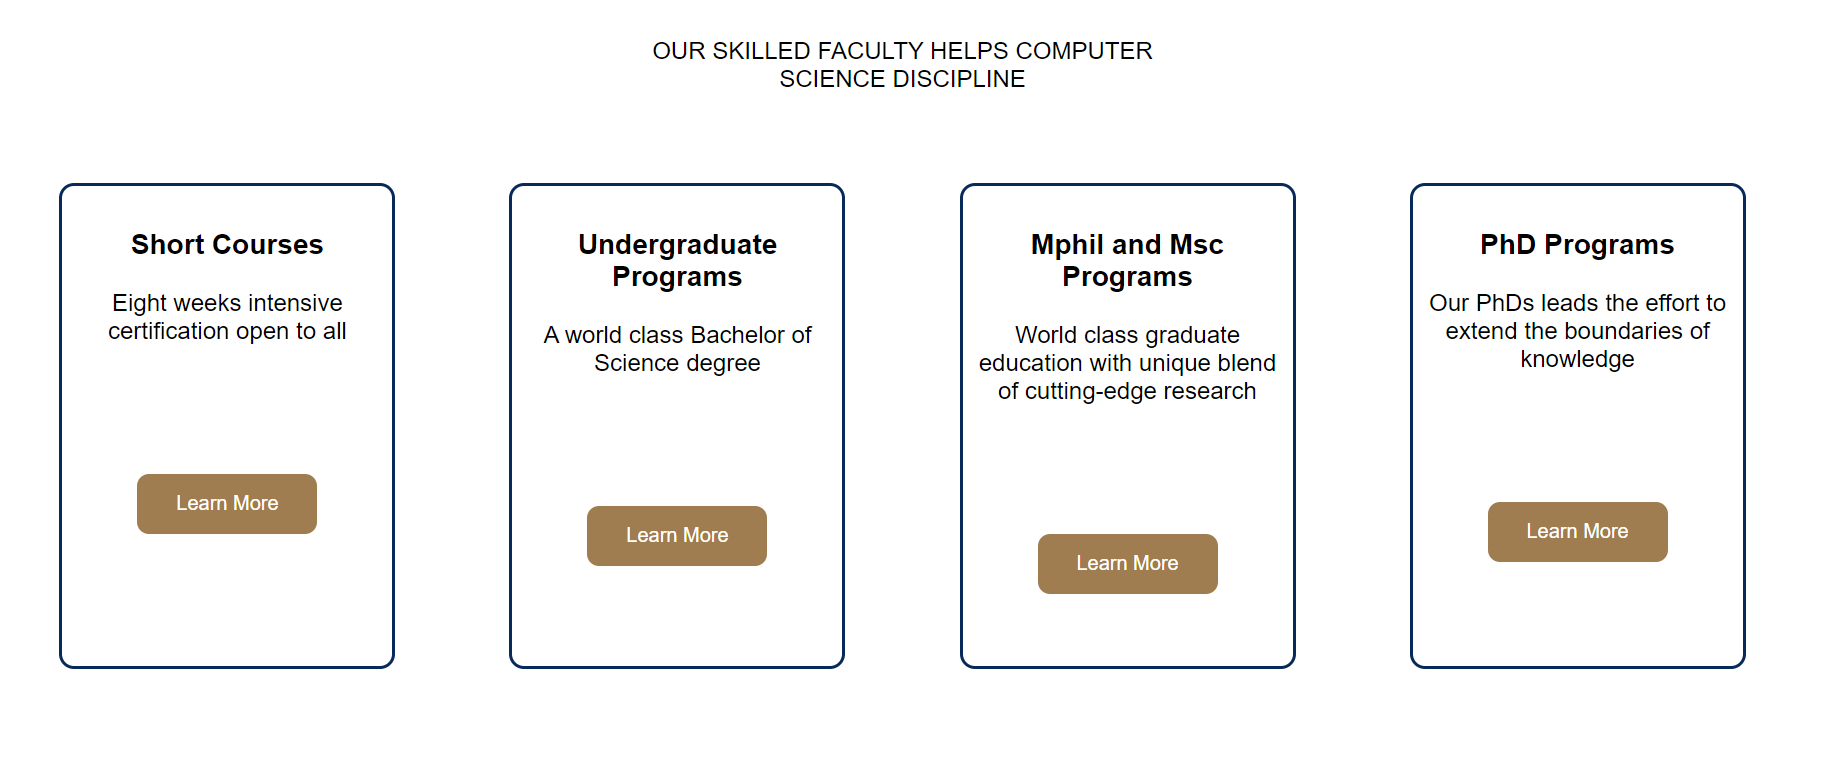 OUR SKILLED FACULTY HELPS COMPUTER
SCIENCE DISCIPLINE
Short Courses
Eight weeks intensive
certification open to all
Learn More
Undergraduate
Programs
A world class Bachelor of
Science degree
Learn More
Mphil and Msc
Programs
World class graduate
education with unique blend
of cutting-edge research
Learn More
PhD Programs
Our PhDs leads the effort to
extend the boundaries of
knowledge
Learn More